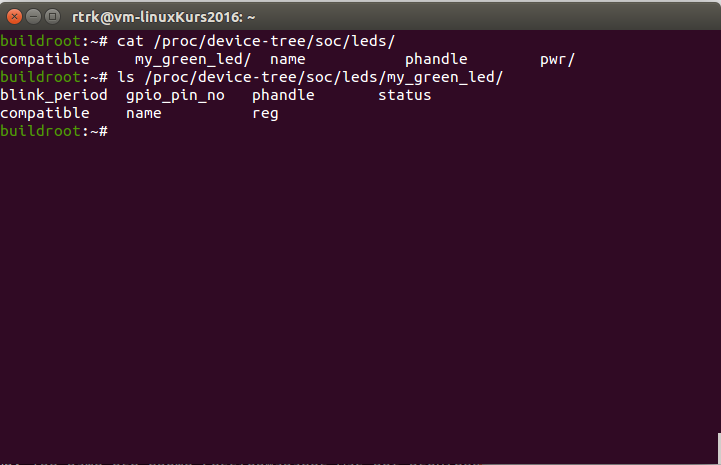 rtrk@vm-linuxKurs2016: ~
buildroot:~# cat /proc/device-tree/soc/leds/
compatible     my_green_led/  name           phandle        pwr/
buildroot:~# ls /proc/device-tree/soc/leds/my_green_led/
blink_period  gpio_pin_no   phandle       status
compatible    name          reg
buildroot:~#